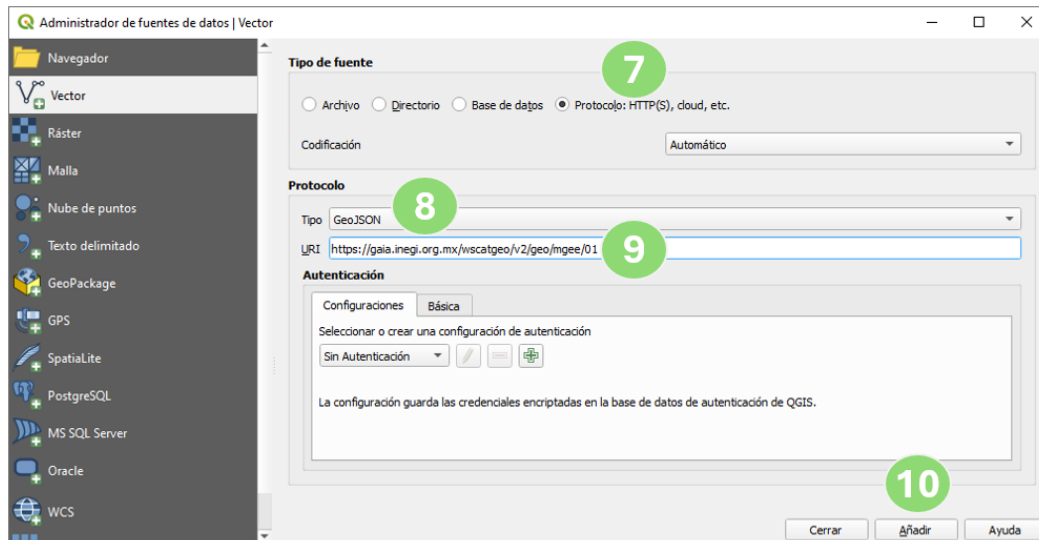 Administrador de fuentes de datos | Vector
Navegador
Vector
Ráster
Malla
Nube de puntos
Texto delimitado
GeoPackage
GPS
SpatiaLite
PostgreSQL
MS SQL Server
Oracle
WCS
Tipo de fuente
7
Archivo Directorio Base de datos Protocolo: HTTP(S), cloud, etc.
Codificación Automático
Protocolo
8
Tipo GeoJSON
URI https://gaia.inegi.org.mx/wscatgeo/v2/geo/mgee/01
9
Autenticación
Configuraciones Básica
Seleccionar o crear una configuración de autenticación
Sin Autenticación
La configuración guarda las credenciales encriptadas en la base de datos de autenticación de QGIS.
10
Cerrar Añadir Ayuda